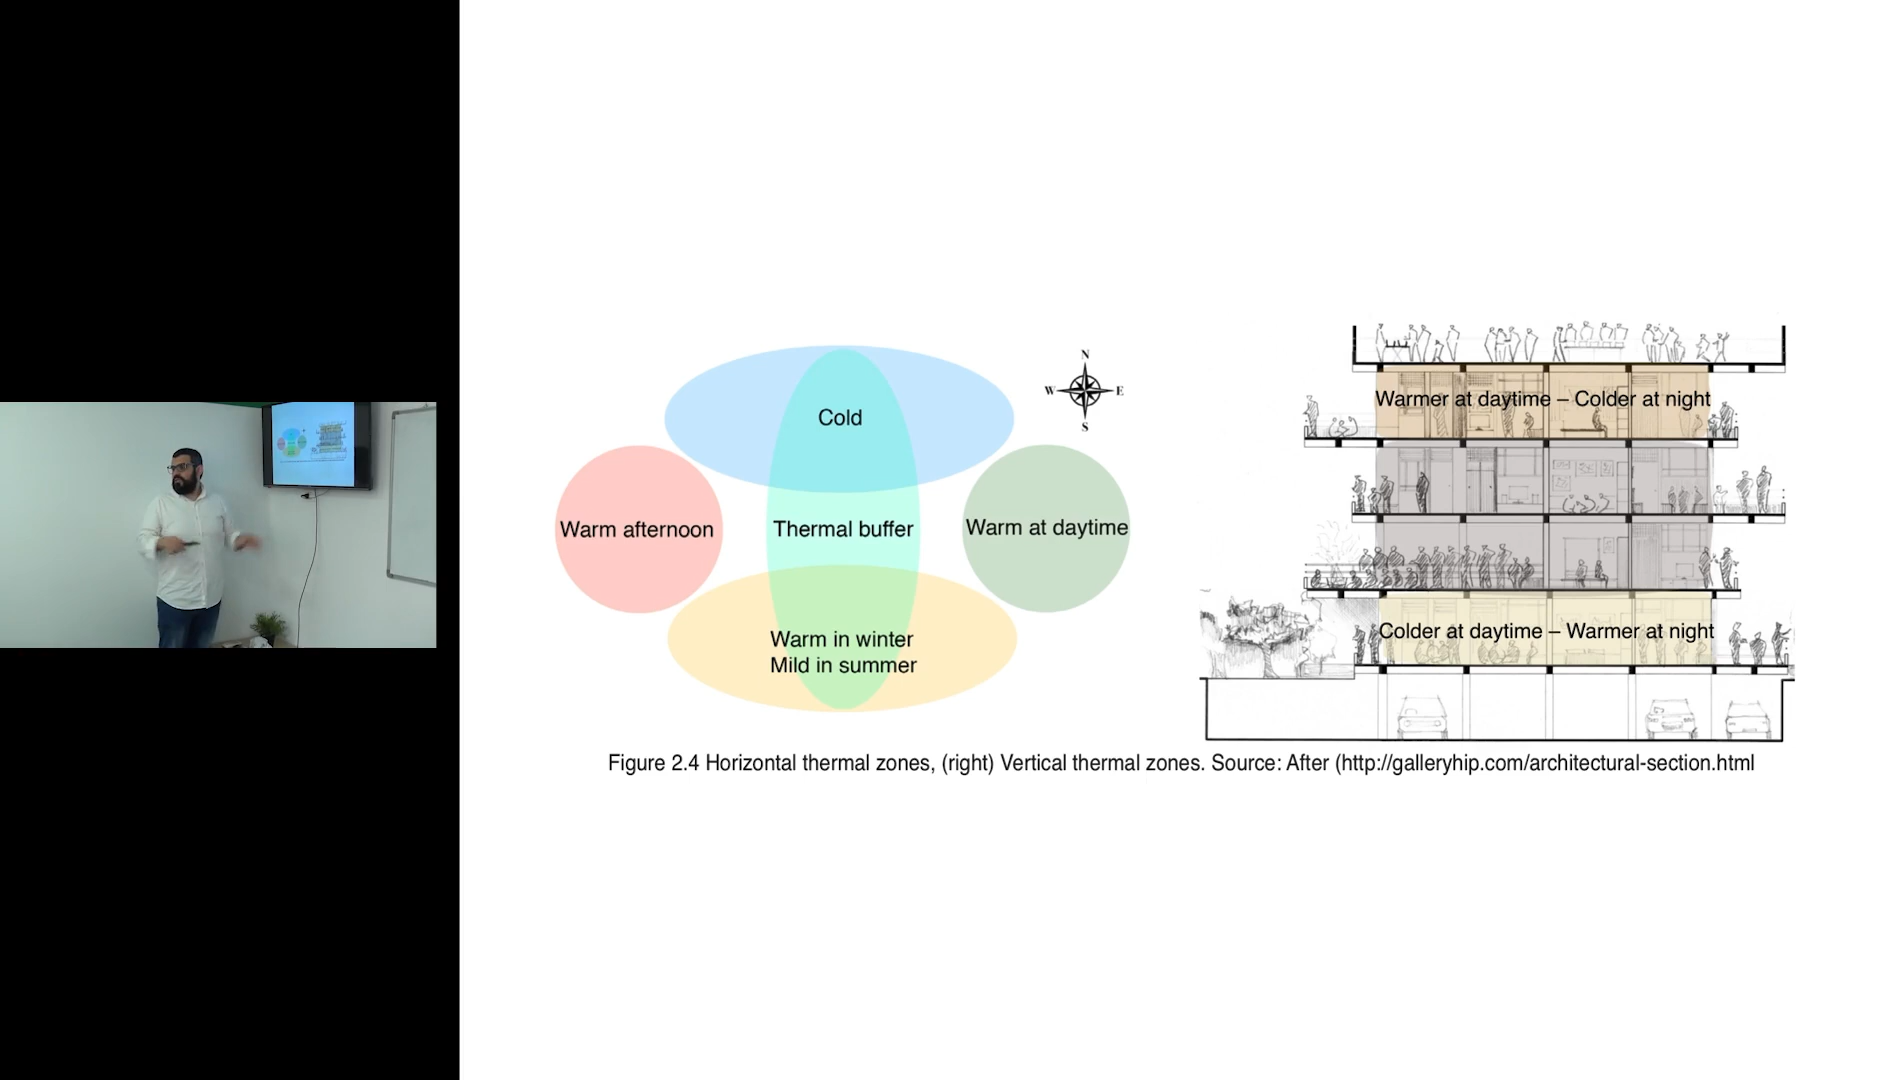 Cold
Warm afternoon
Thermal buffer
Warm at daytime
Warm in winter
Mild in summer
N
W E
S
Warmer at daytime – Colder at night
Colder at daytime – Warmer at night
Figure 2.4 Horizontal thermal zones, (right) Vertical thermal zones. Source: After (http://galleryhip.com/architectural-section.html